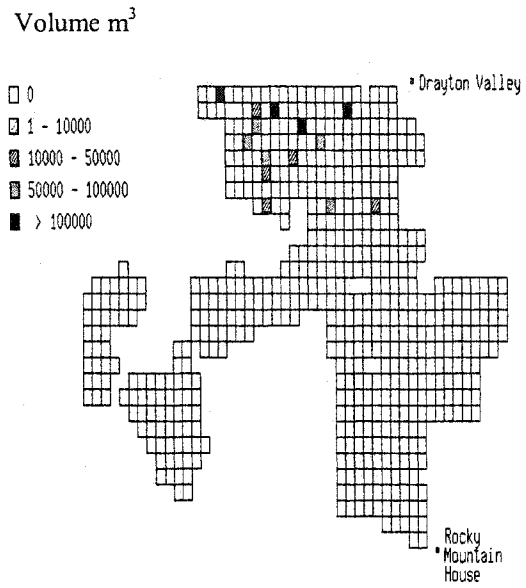 Volume m³
Drayton Valley
0
1 - 10000
10000 - 50000
50000 - 100000
> 100000
Rocky
Mountain
House